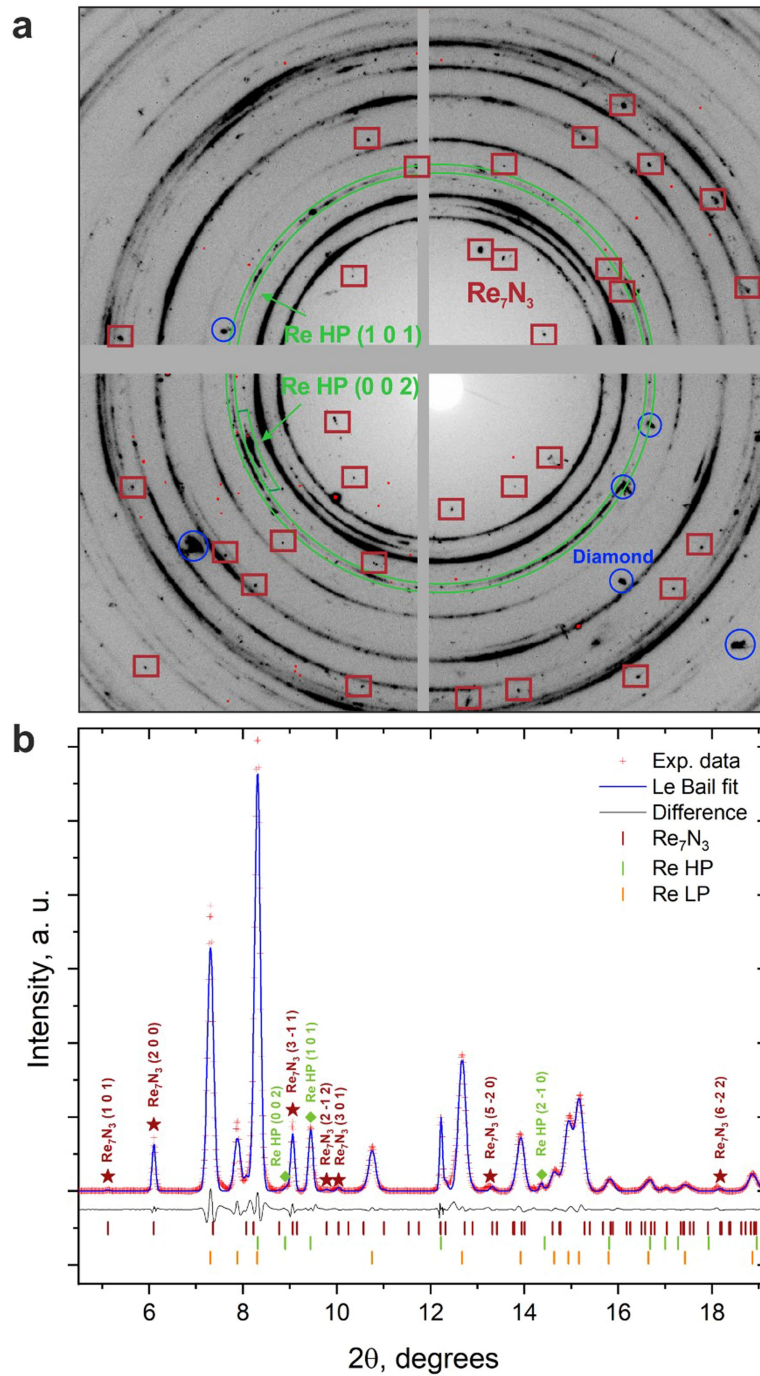 a
Re₇N₃
Re HP (1 0 1)
Re HP (0 0 2)
Diamond
b
Exp. data
Le Bail fit
Difference
Re₇N₃
Re HP
Re LP
Intensity, a. u.
Re₇N₃ (1 0 1)
Re₇N₃ (2 0 0)
Re HP (0 0 2)
Re₇N₃ (3 -1 1)
Re HP (1 0 1)
Re₇N₃ (2 -1 2)
Re₇N₃ (3 0 1)
Re₇N₃ (5 -2 0)
Re HP (2 -1 0)
Re₇N₃ (6 -2 2)
6 8 10 12 14 16 18
2θ, degrees